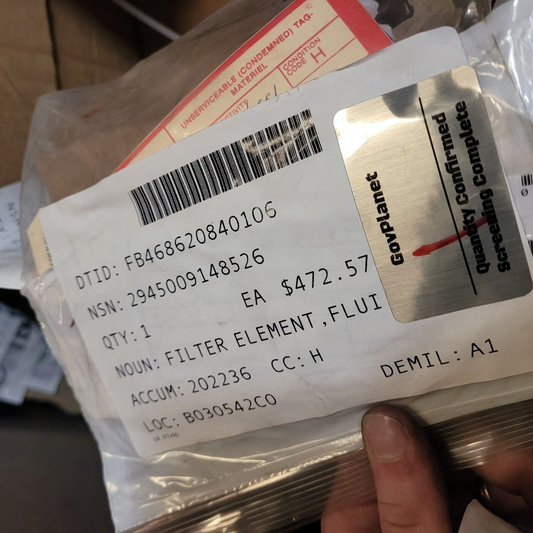 UNSERVICEABLE (CONDEMNED) TAG-
MATERIEL
CONDITION
CODE
H
DTID: FB468620840106
NSN: 2945009148526
QTY: 1 EA $472.57
NOUN: FILTER ELEMENT,FLUI
ACCUM: 202236 CC: H DEMIL: A1
LOC: B030542C0
GovPlanet
Quantity Confirmed
Screening Complete